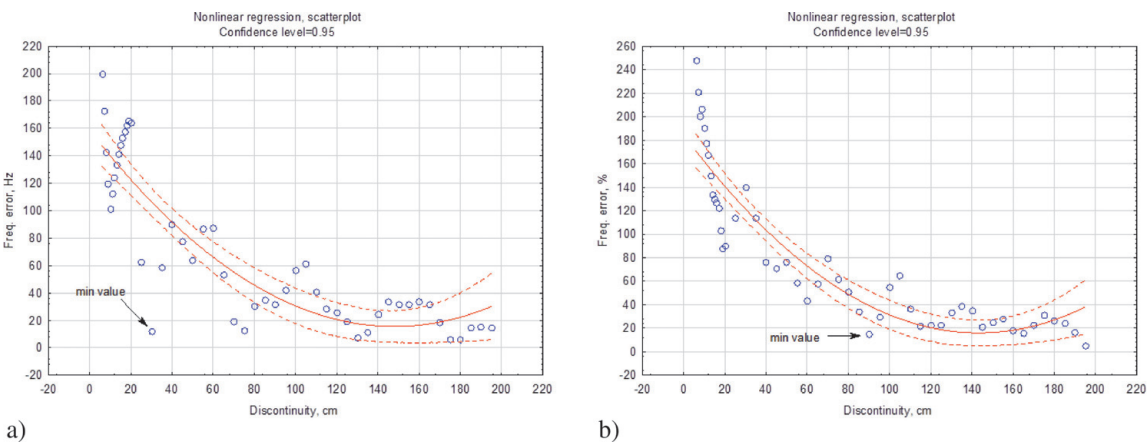 Nonlinear regression, scatterplot
Confidence level=0.95
Freq. error, Hz
220
200
180
160
140
120
100
80
60
40
20
0
-20
min value
-20 0 20 40 60 80 100 120 140 160 180 200 220
Discontinuity, cm
a)
Nonlinear regression, scatterplot
Confidence level=0.95
Freq. error, %
260
240
220
200
180
160
140
120
100
80
60
40
20
0
-20
min value
-20 0 20 40 60 80 100 120 140 160 180 200 220
Discontinuity, cm
b)